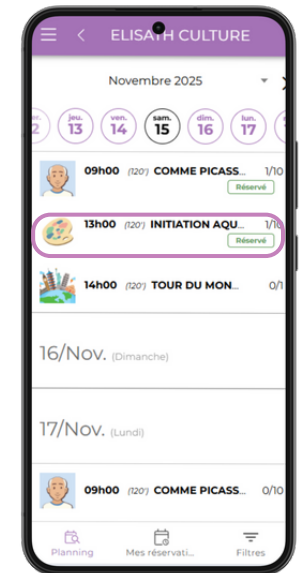 ELISATH CULTURE
Novembre 2025
2 jeu. 13 ven. 14 sam. 15 dim. 16 lun. 17
09h00 (120') COMME PICASS... 1/10
Réservé
13h00 (120') INITIATION AQU... 1/10
Réservé
14h00 (120') TOUR DU MON... 0/1
16/Nov. (Dimanche)
17/Nov. (Lundi)
09h00 (120') COMME PICASS... 0/10
Planning Mes réservati... Filtres